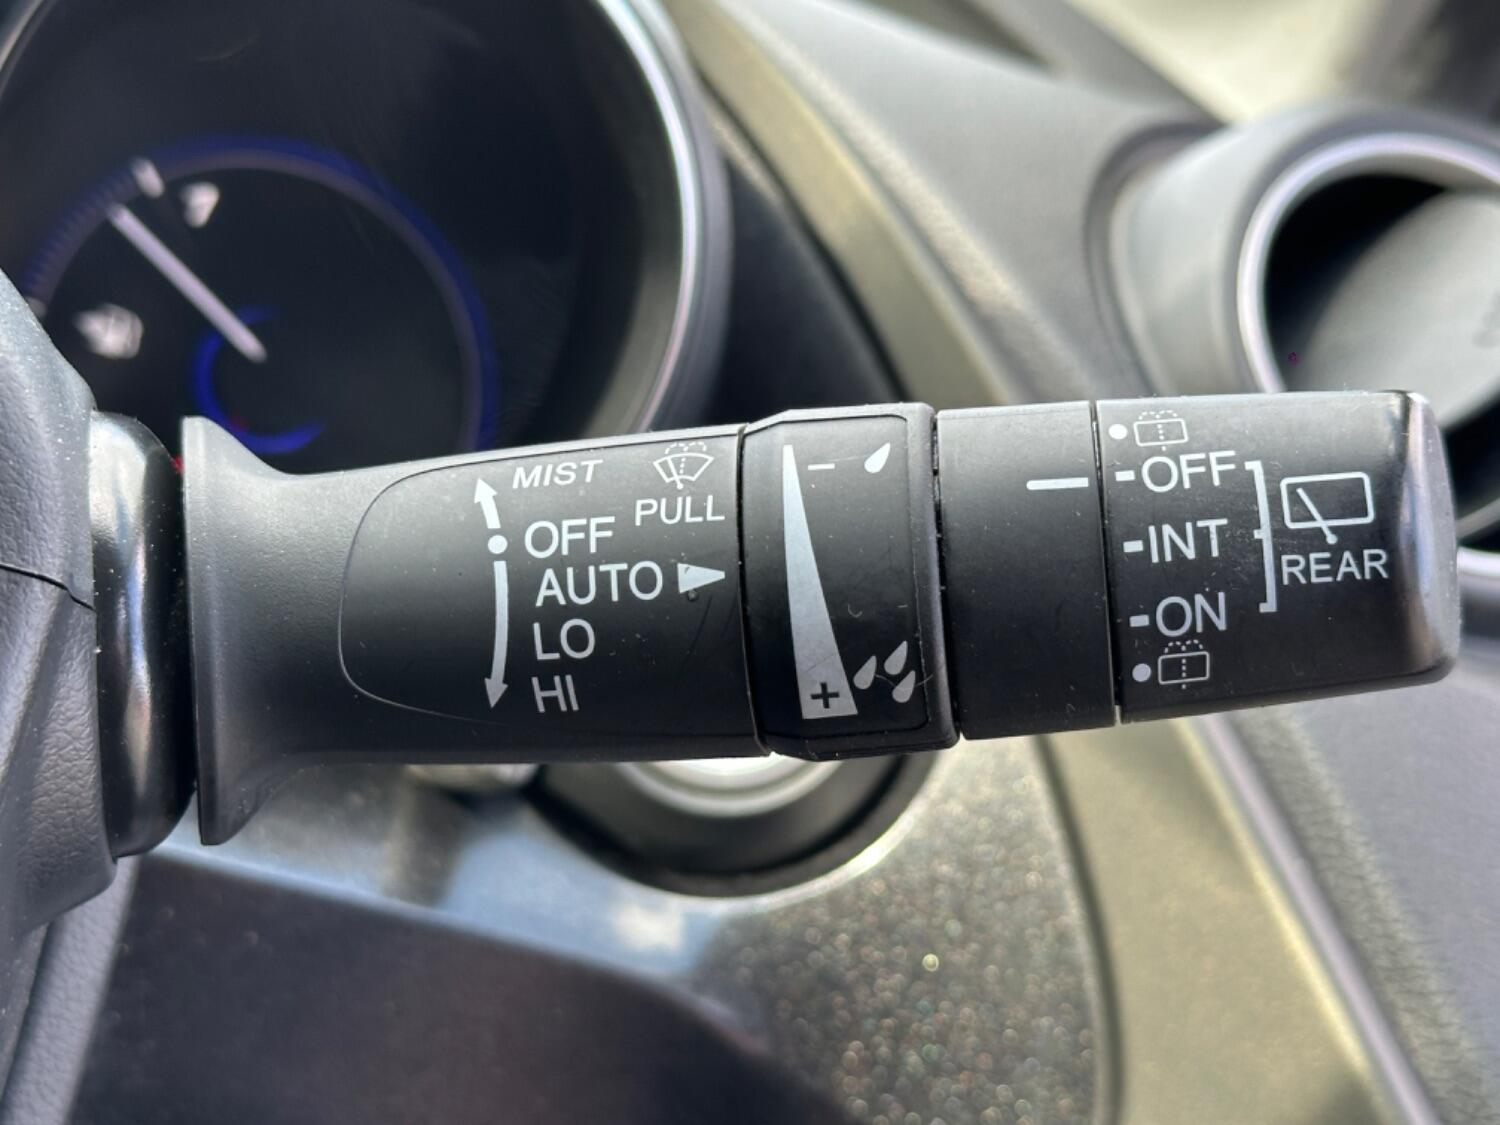 MIST
PULL
OFF
AUTO
LO
HI
-
+
OFF
INT
ON
REAR